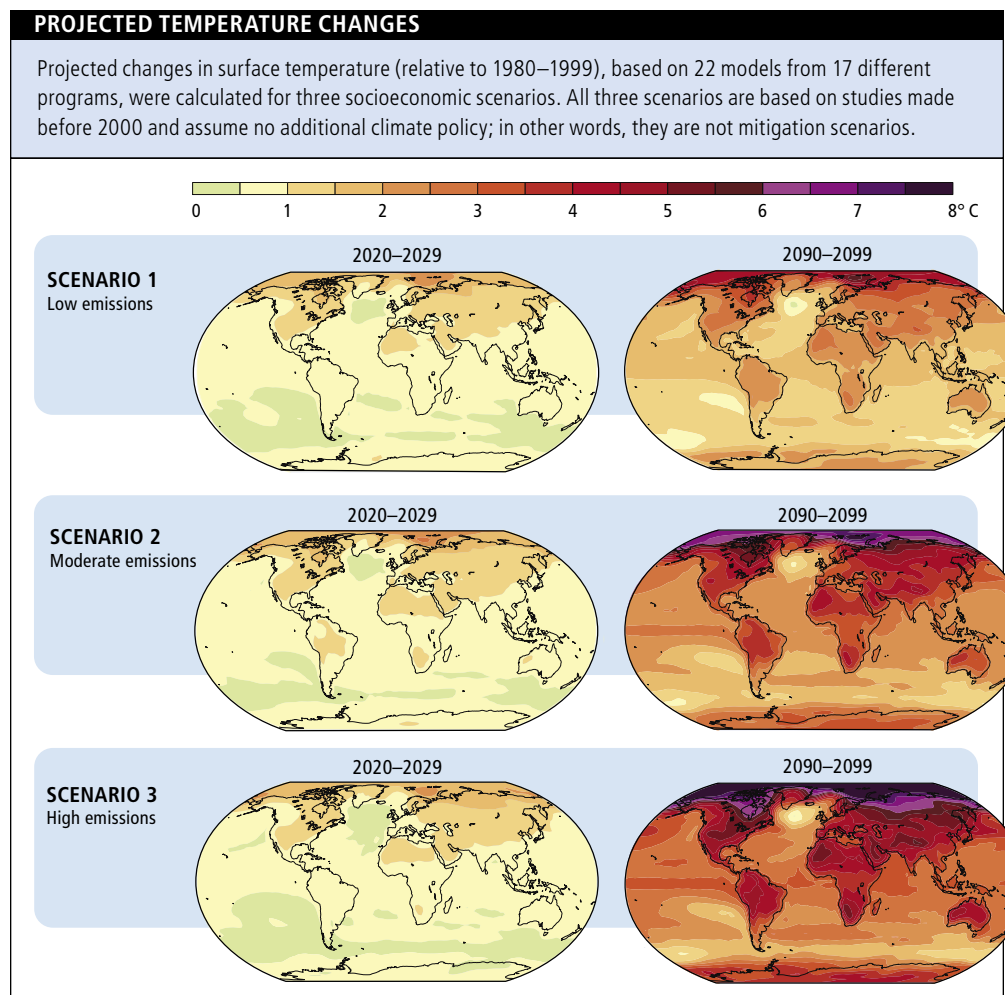 PROJECTED TEMPERATURE CHANGES
Projected changes in surface temperature (relative to 1980–1999), based on 22 models from 17 different
programs, were calculated for three socioeconomic scenarios. All three scenarios are based on studies made
before 2000 and assume no additional climate policy; in other words, they are not mitigation scenarios.
0 1 2 3 4 5 6 7 8° C
SCENARIO 1
Low emissions
2020–2029
2090–2099
SCENARIO 2
Moderate emissions
2020–2029
2090–2099
SCENARIO 3
High emissions
2020–2029
2090–2099